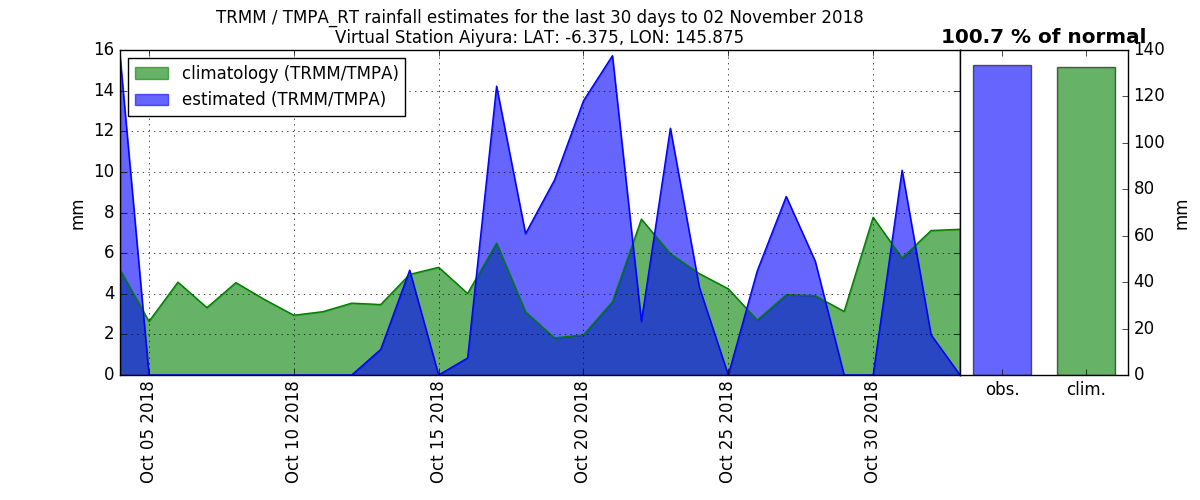 TRMM / TMPA_RT rainfall estimates for the last 30 days to 02 November 2018
Virtual Station Aiyura: LAT: -6.375, LON: 145.875
100.7 % of normal
climatology (TRMM/TMPA)
estimated (TRMM/TMPA)
16
14
12
10
8
6
4
2
0
mm
Oct 05 2018
Oct 10 2018
Oct 15 2018
Oct 20 2018
Oct 25 2018
Oct 30 2018
obs.
clim.
140
120
100
80
60
40
20
0
mm